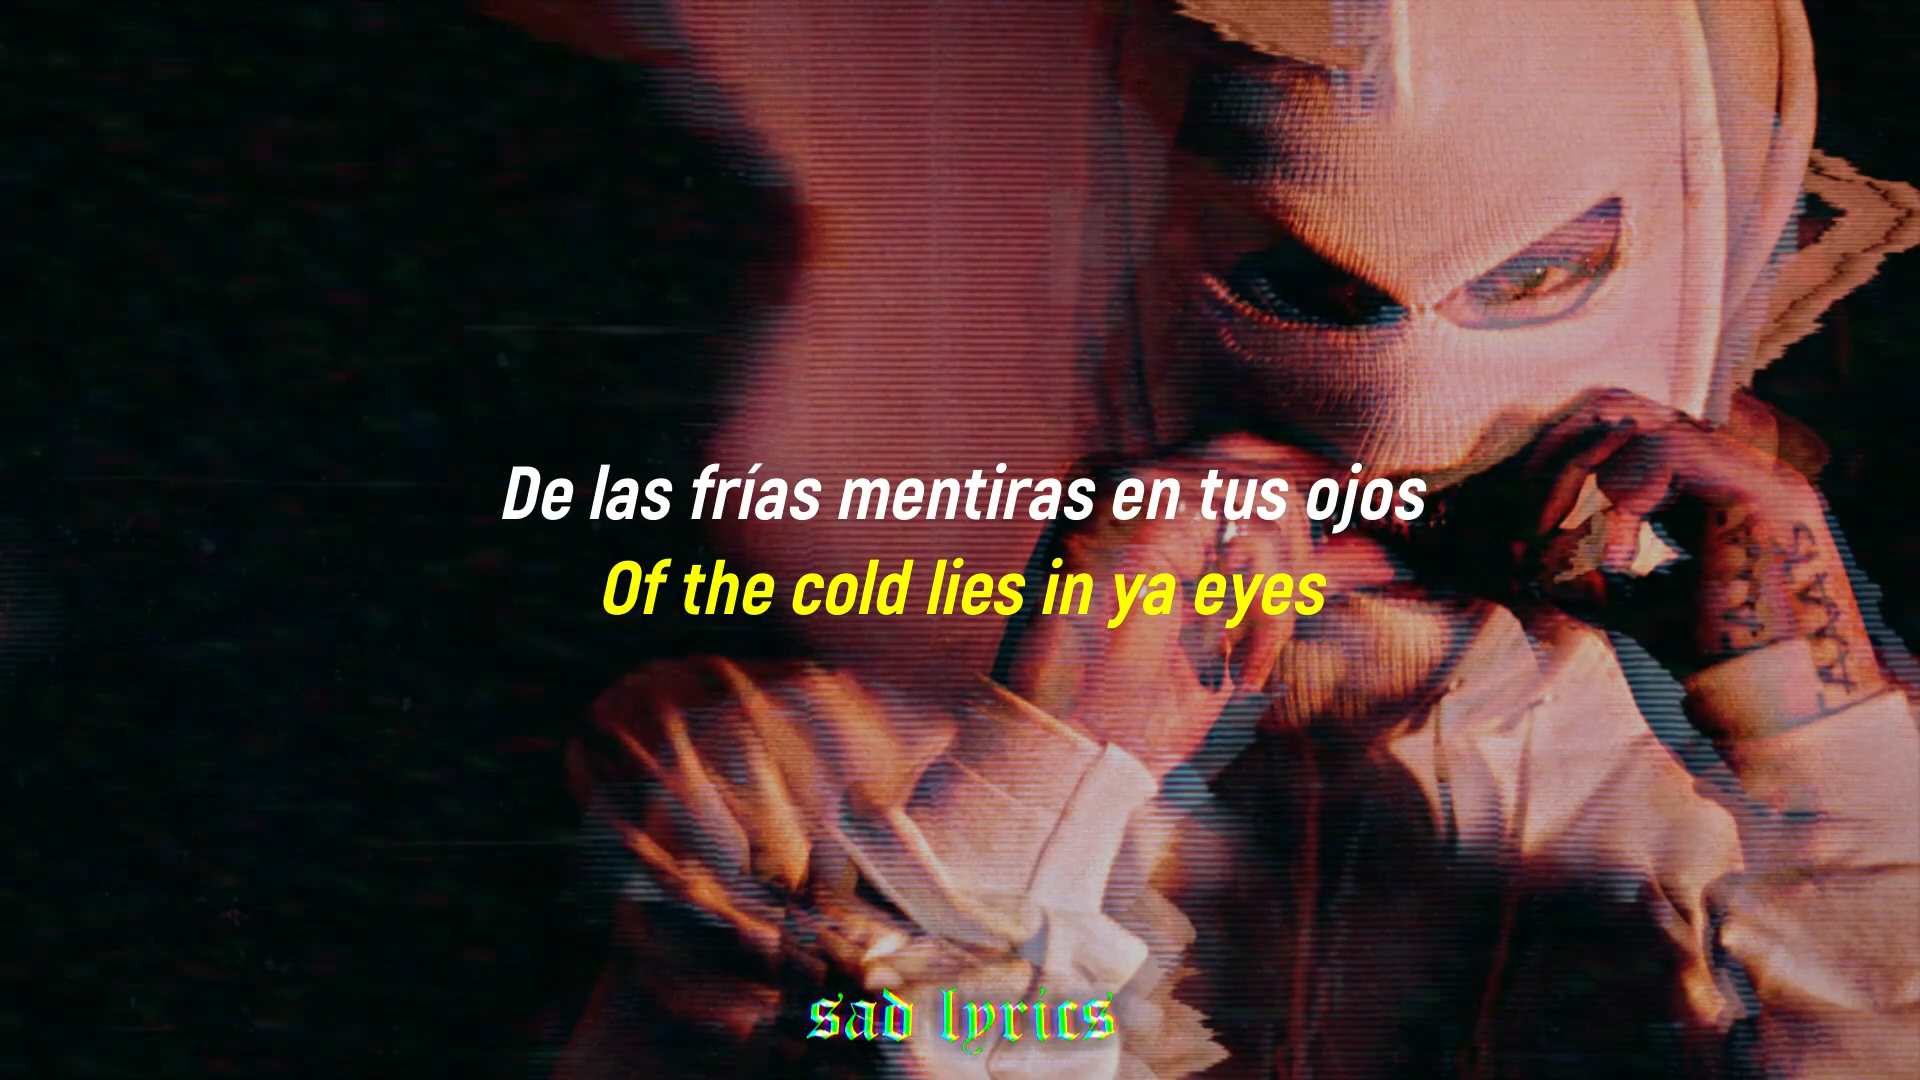 De las frías mentiras en tus ojos
Of the cold lies in ya eyes
sad lyrics